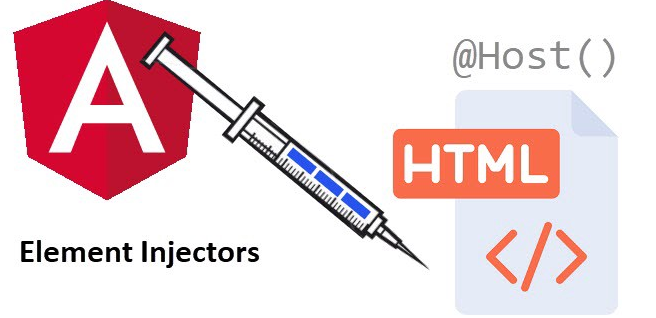 A
@Host()
HTML
</>
Element Injectors